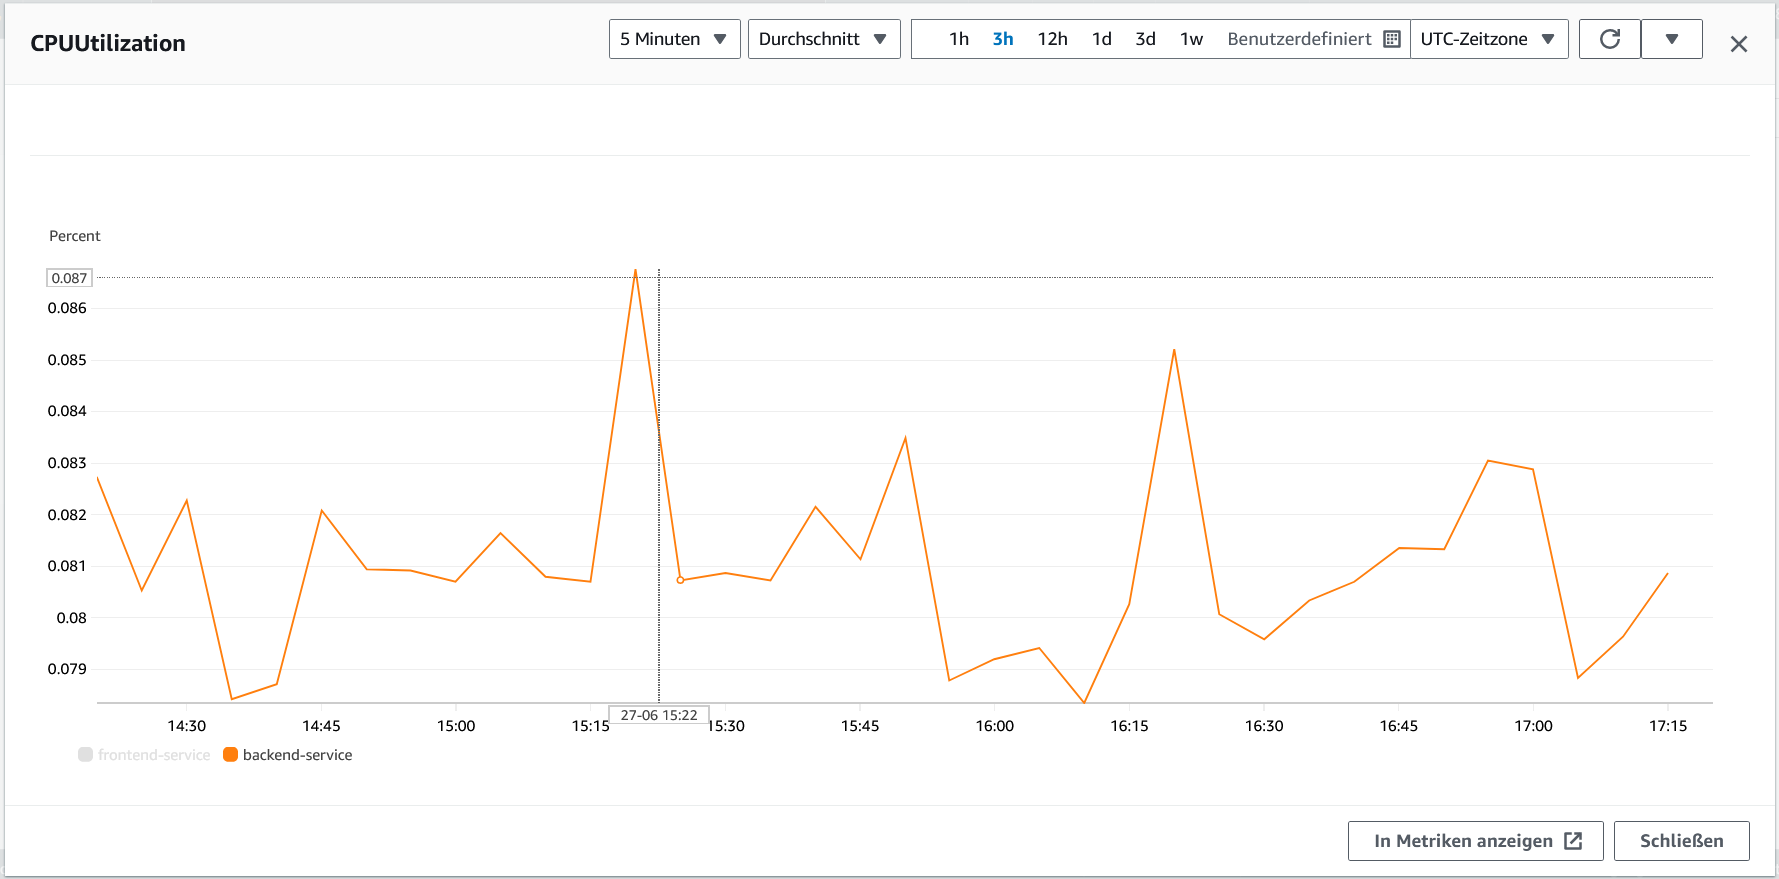 CPUUtilization
5 Minuten
Durchschnitt
1h 3h 12h 1d 3d 1w Benutzerdefiniert
UTC-Zeitzone
Percent
0.087
0.086
0.085
0.084
0.083
0.082
0.081
0.08
0.079
14:30 14:45 15:00 15:15 27-06 15:22 15:30 15:45 16:00 16:15 16:30 16:45 17:00 17:15
frontend-service backend-service
In Metriken anzeigen Schließen